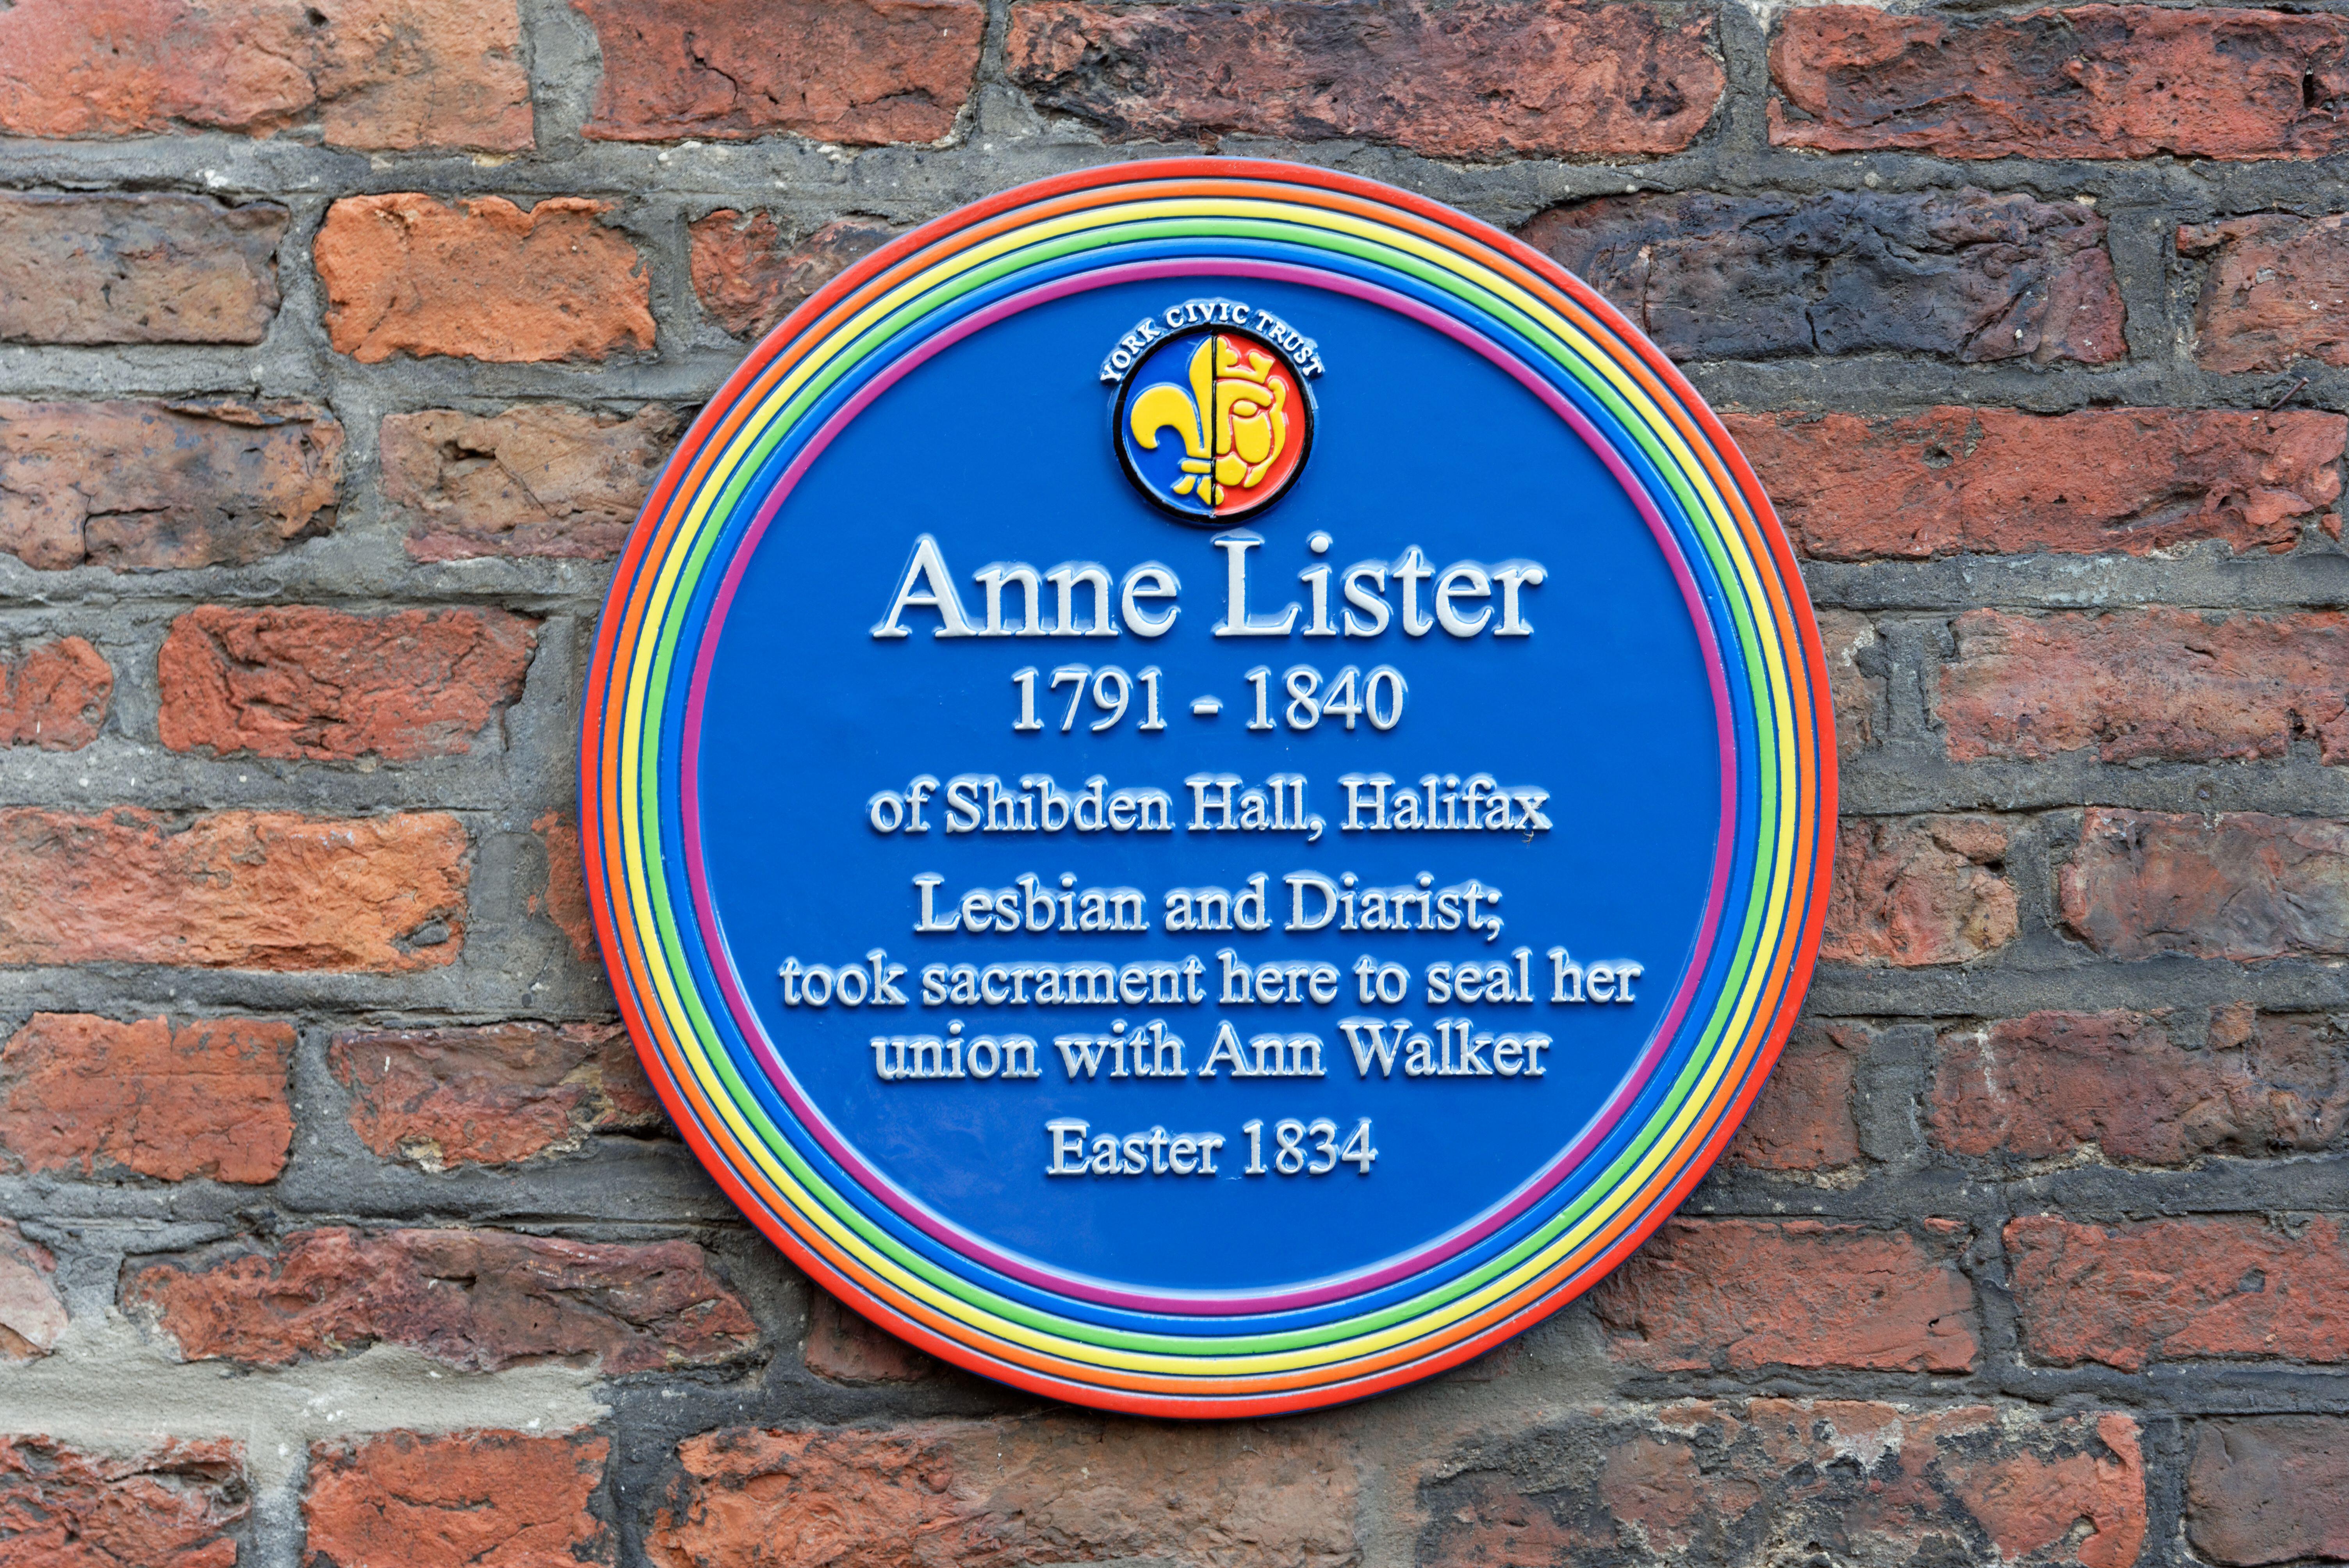 YORK CIVIC TRUST
Anne Lister
1791 - 1840
of Shibden Hall, Halifax
Lesbian and Diarist;
took sacrament here to seal her
union with Ann Walker
Easter 1834